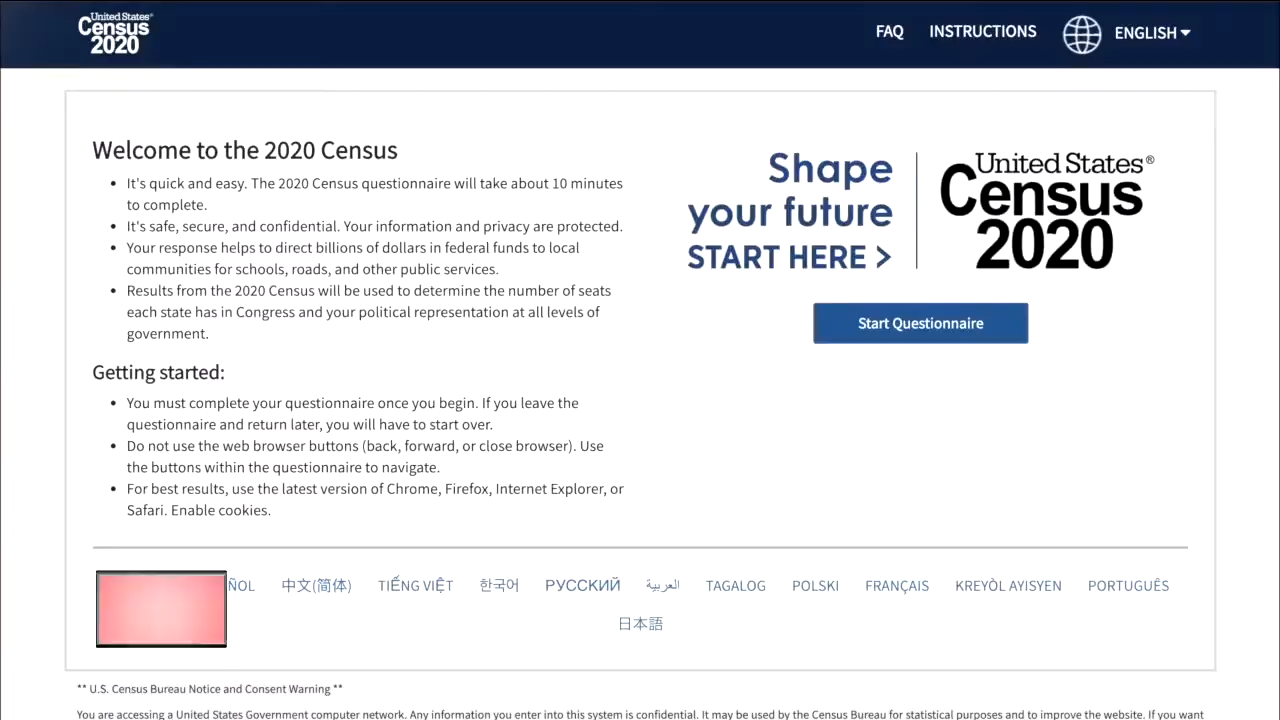 United States®
Census
2020
FAQ INSTRUCTIONS ENGLISH
Welcome to the 2020 Census
• It's quick and easy. The 2020 Census questionnaire will take about 10 minutes
to complete.
• It's safe, secure, and confidential. Your information and privacy are protected.
• Your response helps to direct billions of dollars in federal funds to local
communities for schools, roads, and other public services.
• Results from the 2020 Census will be used to determine the number of seats
each state has in Congress and your political representation at all levels of
government.
Getting started:
• You must complete your questionnaire once you begin. If you leave the
questionnaire and return later, you will have to start over.
• Do not use the web browser buttons (back, forward, or close browser). Use
the buttons within the questionnaire to navigate.
• For best results, use the latest version of Chrome, Firefox, Internet Explorer, or
Safari. Enable cookies.
Shape
your future
START HERE >
United States®
Census
2020
Start Questionnaire
ÑOL 中文(简体) TIẾNG VIỆT 한국어 РУССКИЙ العربية TAGALOG POLSKI FRANÇAIS KREYÒL AYISYEN PORTUGUÊS
日本語
** U.S. Census Bureau Notice and Consent Warning **
You are accessing a United States Government computer network. Any information you enter into this system is confidential. It may be used by the Census Bureau for statistical purposes and to improve the website. If you want